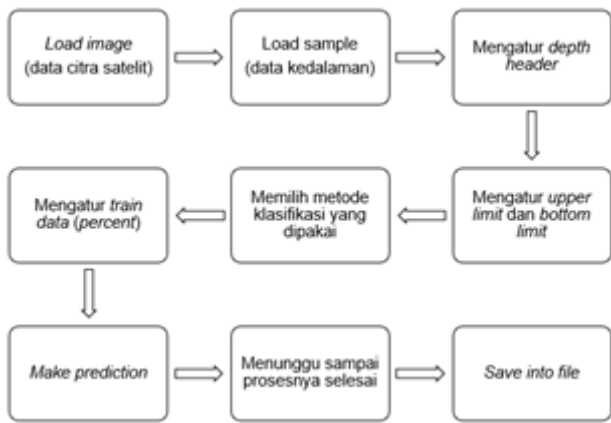 Load image
(data citra satelit)
Load sample
(data kedalaman)
Mengatur depth
header
Mengatur upper
limit dan bottom
limit
Memilih metode
klasifikasi yang
dipakai
Mengatur train
data (percent)
Make prediction
Menunggu sampai
prosesnya selesai
Save into file